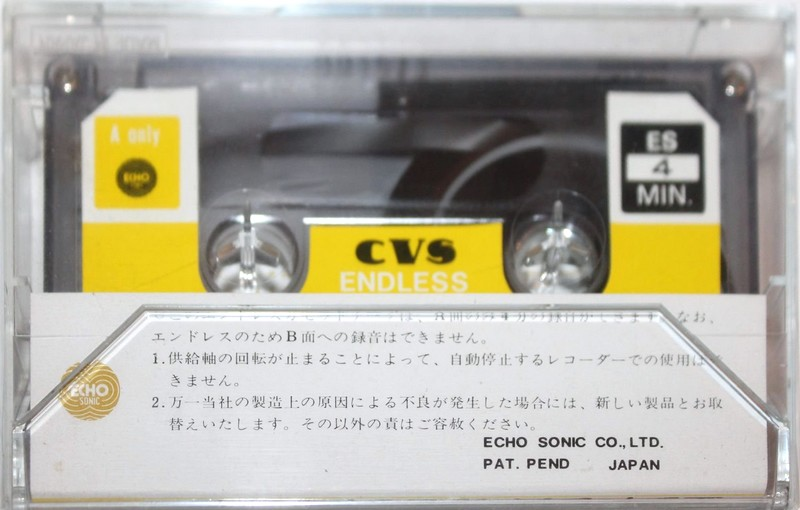 A only
ECHO
ES
4
MIN.
CVS
ENDLESS
なお、
エンドレスのためB面への録音はできません。
1.供給軸の回転が止まることによって、自動停止するレコーダーでの使用はで
きません。
2.万一当社の製造上の原因による不良が発生した場合には、新しい製品とお取
替えいたします。その以外の責はご容赦ください。
ECHO
SONIC
ECHO SONIC CO.,LTD.
PAT. PEND JAPAN